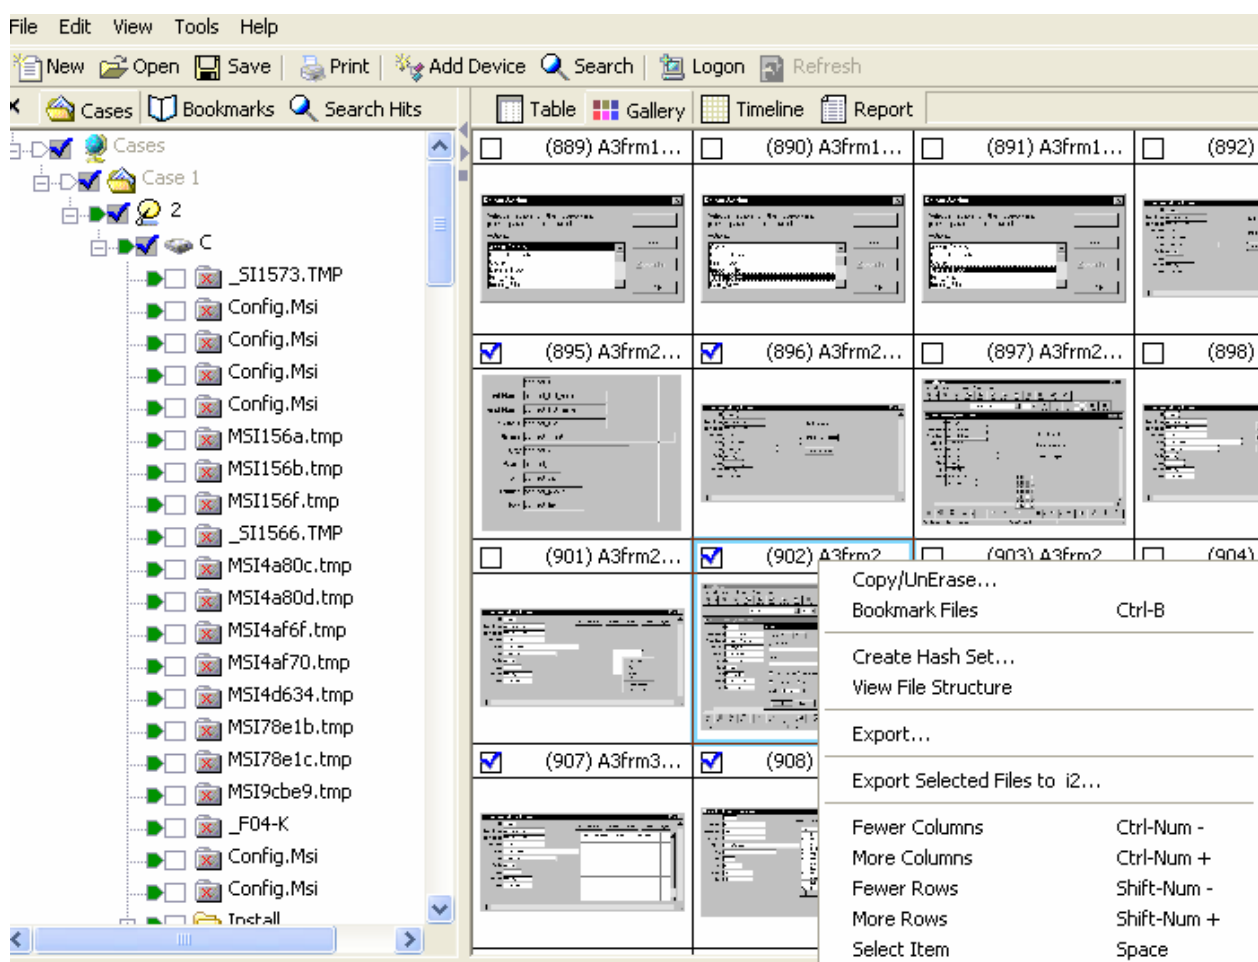 File Edit View Tools Help
New Open Save Print Add Device Search Logon Refresh
Cases Bookmarks Search Hits
Table Gallery Timeline Report
Cases
Case 1
2
C
_SI1573.TMP
Config.Msi
Config.Msi
Config.Msi
Config.Msi
MSI156a.tmp
MSI156b.tmp
MSI156f.tmp
_SI1566.TMP
MSI4a80c.tmp
MSI4a80d.tmp
MSI4af6f.tmp
MSI4af70.tmp
MSI4d634.tmp
MSI78e1b.tmp
MSI78e1c.tmp
MSI9cbe9.tmp
_F04-K
Config.Msi
Config.Msi
Install
(889) A3frm1... (890) A3frm1... (891) A3frm1... (892)
(895) A3frm2... (896) A3frm2... (897) A3frm2... (898)
(901) A3frm2... (902) A3frm2 (903) A3frm2 (904)
(907) A3frm3... (908)
Copy/UnErase...
Bookmark Files Ctrl-B
Create Hash Set...
View File Structure
Export...
Export Selected Files to i2...
Fewer Columns Ctrl-Num -
More Columns Ctrl-Num +
Fewer Rows Shift-Num -
More Rows Shift-Num +
Select Item Space